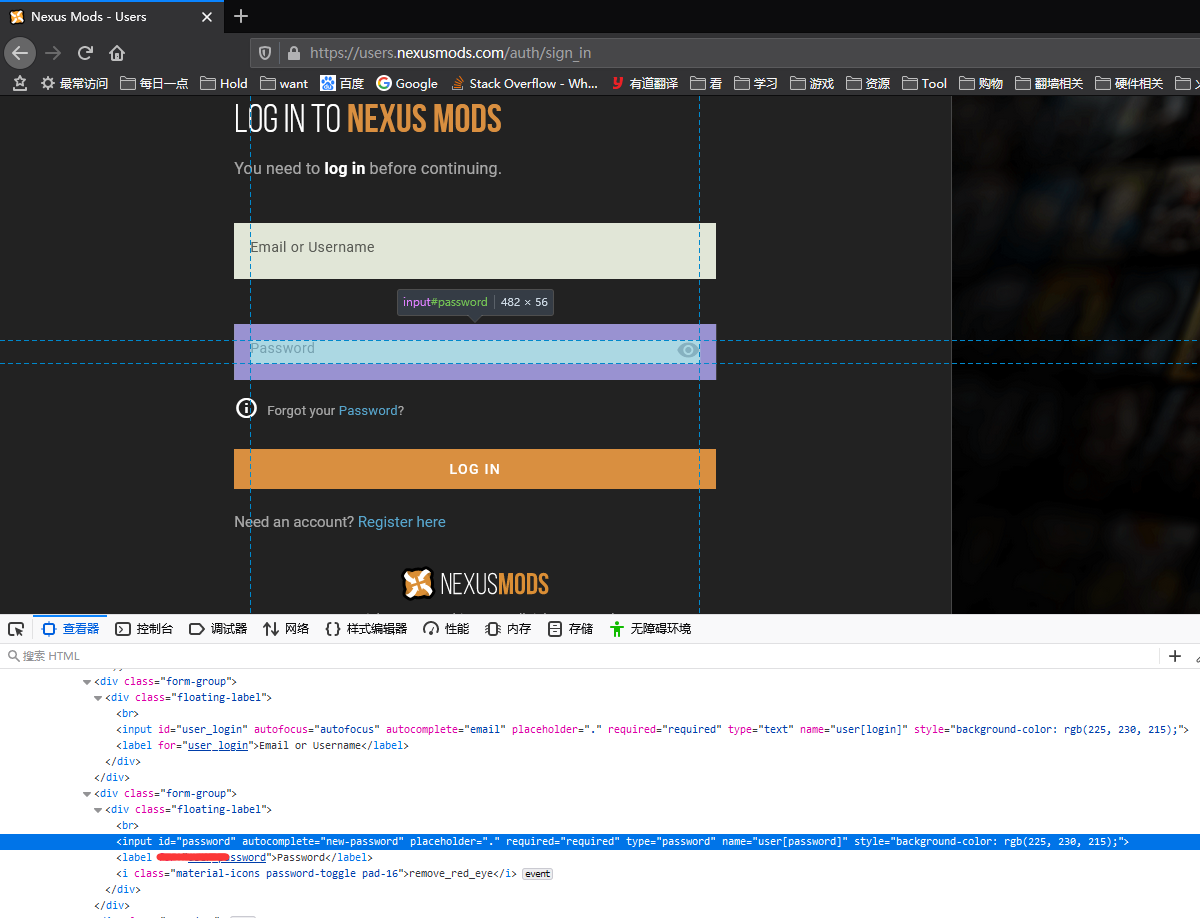 Nexus Mods - Users
https://users.nexusmods.com/auth/sign_in
最常访问 每日一点 Hold want 百度 Google Stack Overflow - Wh... 有道翻译 看 学习 游戏 资源 Tool 购物 翻墙相关 硬件相关
LOG IN TO NEXUS MODS
You need to log in before continuing.
Email or Username
input#password 482 × 56
Password
Forgot your Password?
LOG IN
Need an account? Register here
NEXUSMODS
查看器 控制台 调试器 网络 样式编辑器 性能 内存 存储 无障碍环境
搜索 HTML
<div class="form-group">
<div class="floating-label">
<br>
<input id="user_login" autofocus="autofocus" autocomplete="email" placeholder="." required="required" type="text" name="user[login]" style="background-color: rgb(225, 230, 215);">
<label for="user_login">Email or Username</label>
</div>
</div>
<div class="form-group">
<div class="floating-label">
<br>
<input id="password" autocomplete="new-password" placeholder="." required="required" type="password" name="user[password]" style="background-color: rgb(225, 230, 215);">
<label ssword">Password</label>
<i class="material-icons password-toggle pad-16">remove_red_eye</i> event
</div>
</div>